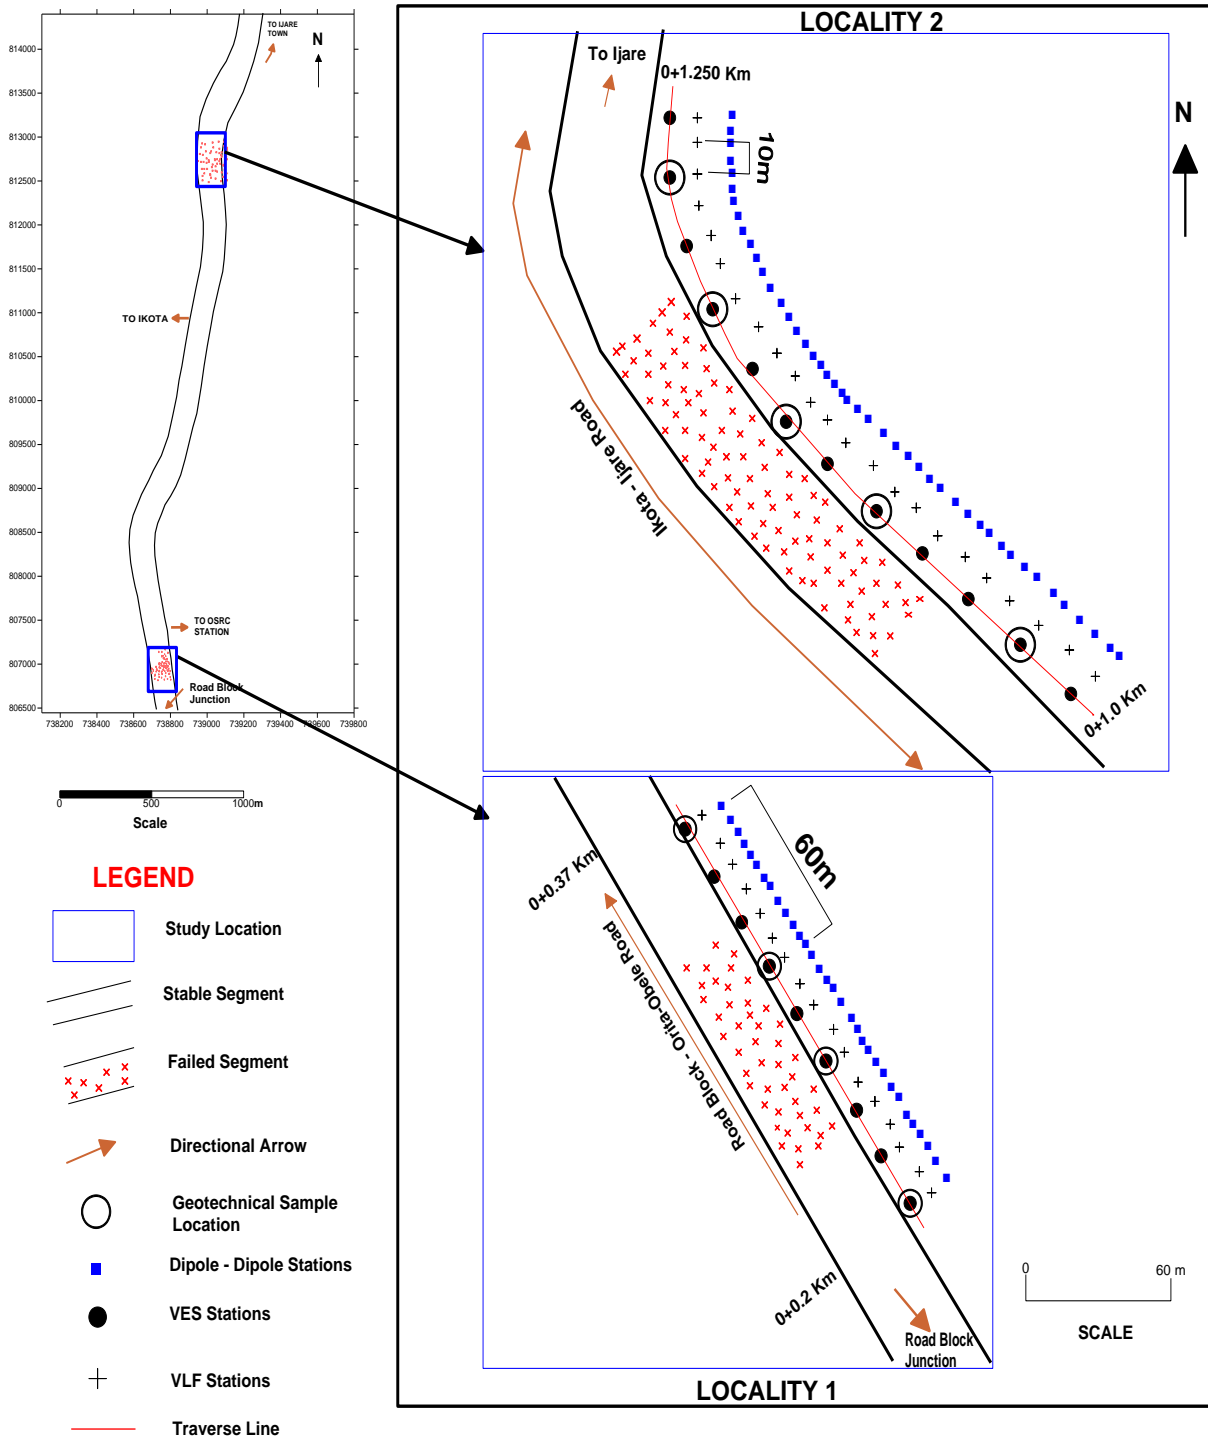 LOCALITY 2
TO IJARE
TOWN
N
814000
813500
813000
812500
812000
811500
811000
810500
810000
809500
809000
808500
808000
807500
807000
806500
TO IKOTA
TO OSRC
STATION
Road Block
Junction
738200 738400 738600 738800 739000 739200 739400 739600 739800
0 500 1000m
Scale
To Ijare
0+1.250 Km
10m
N
Ikota - Ijare Road
0+1.0 Km
60m
0+0.37 Km
Road Block - Orita-Obele Road
0+0.2 Km
Road Block
Junction
0 60 m
SCALE
LOCALITY 1
LEGEND
Study Location
Stable Segment
Failed Segment
Directional Arrow
Geotechnical Sample
Location
Dipole - Dipole Stations
VES Stations
VLF Stations
Traverse Line